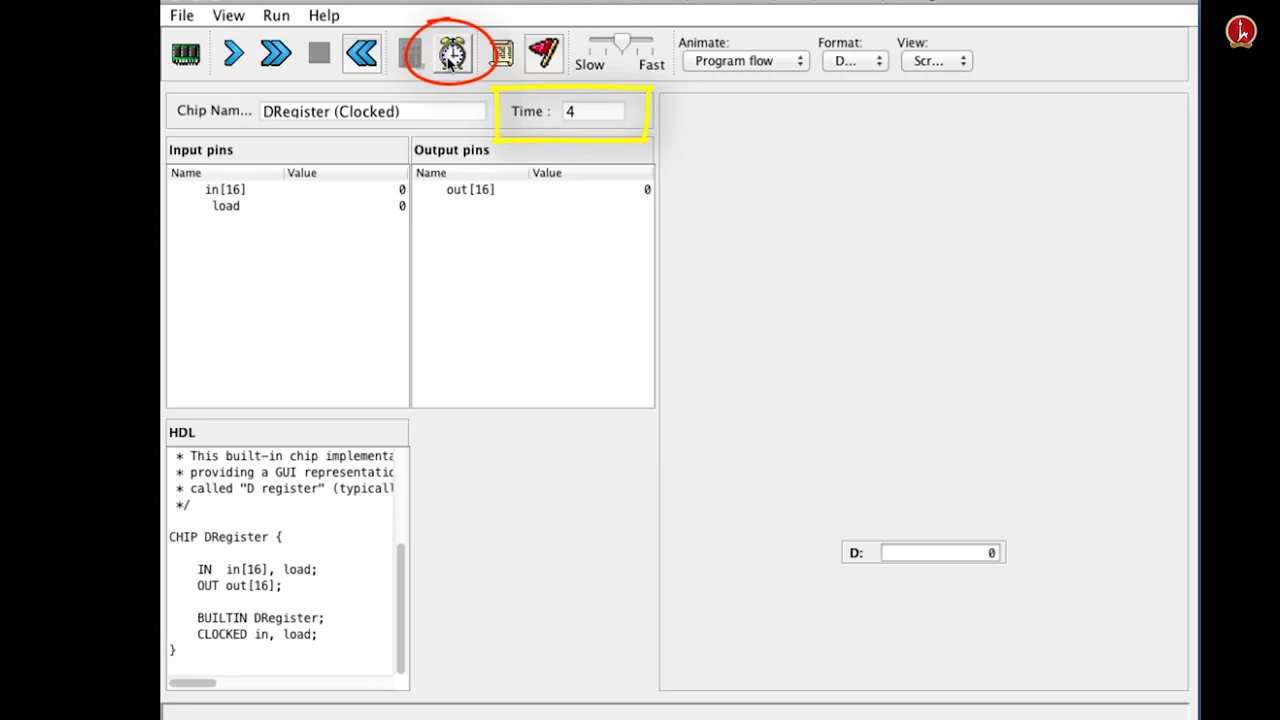 File View Run Help
Animate: Format: View:
Slow Fast Program flow D... Scr...
Chip Nam... DRegister (Clocked) Time : 4
Input pins Output pins
Name Value Name Value
in[16] 0 out[16] 0
load 0
HDL
* This built-in chip implementa
* providing a GUI representatio
* called "D register" (typicall
*/
CHIP DRegister {
IN in[16], load;
OUT out[16];
BUILTIN DRegister;
CLOCKED in, load;
}
D: 0